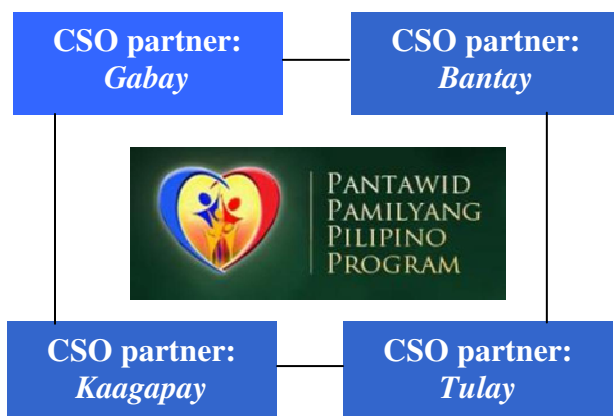 CSO partner:
Gabay
CSO partner:
Bantay
PANTAWID
PAMILYANG
PILIPINO
PROGRAM
CSO partner:
Kaagapay
CSO partner:
Tulay